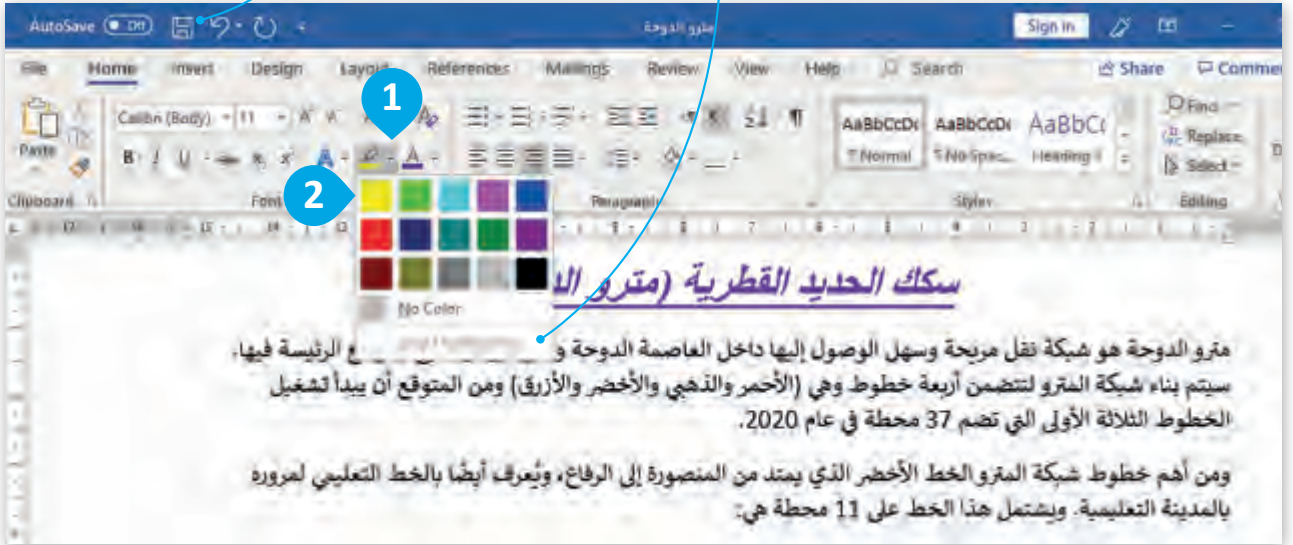 AutoSave Off
مترو الدوحة
Sign in
File Home Insert Design Layout References Mailings Review View Help Search Share
Calibri (Body) 11
Find
Replace
Select
Paste
B I U
AaBbCcDc AaBbCcDc AaBbCc
Normal No Spac... Heading 1
Clipboard Font Paragraph Styles Editing
1
2
No Color
سكك الحديد القطرية (مترو
مترو الدوحة هو شبكة نقل مريحة وسهل الوصول إليها داخل العاصمة الدوحة و الرئيسة فيها.
سيتم بناء شبكة المترو لتتضمن أربعة خطوط وهي (الأحمر والذهبي والأخضر والأزرق) ومن المتوقع أن يبدأ تشغيل
الخطوط الثلاثة الأولى التي تضم 37 محطة في عام 2020.
ومن أهم خطوط شبكة المترو الخط الأخضر الذي يمتد من المنصورة إلى الرفاع، ويُعرف أيضًا بالخط التعليمي لمروره
بالمدينة التعليمية. ويشتمل هذا الخط على 11 محطة هي: